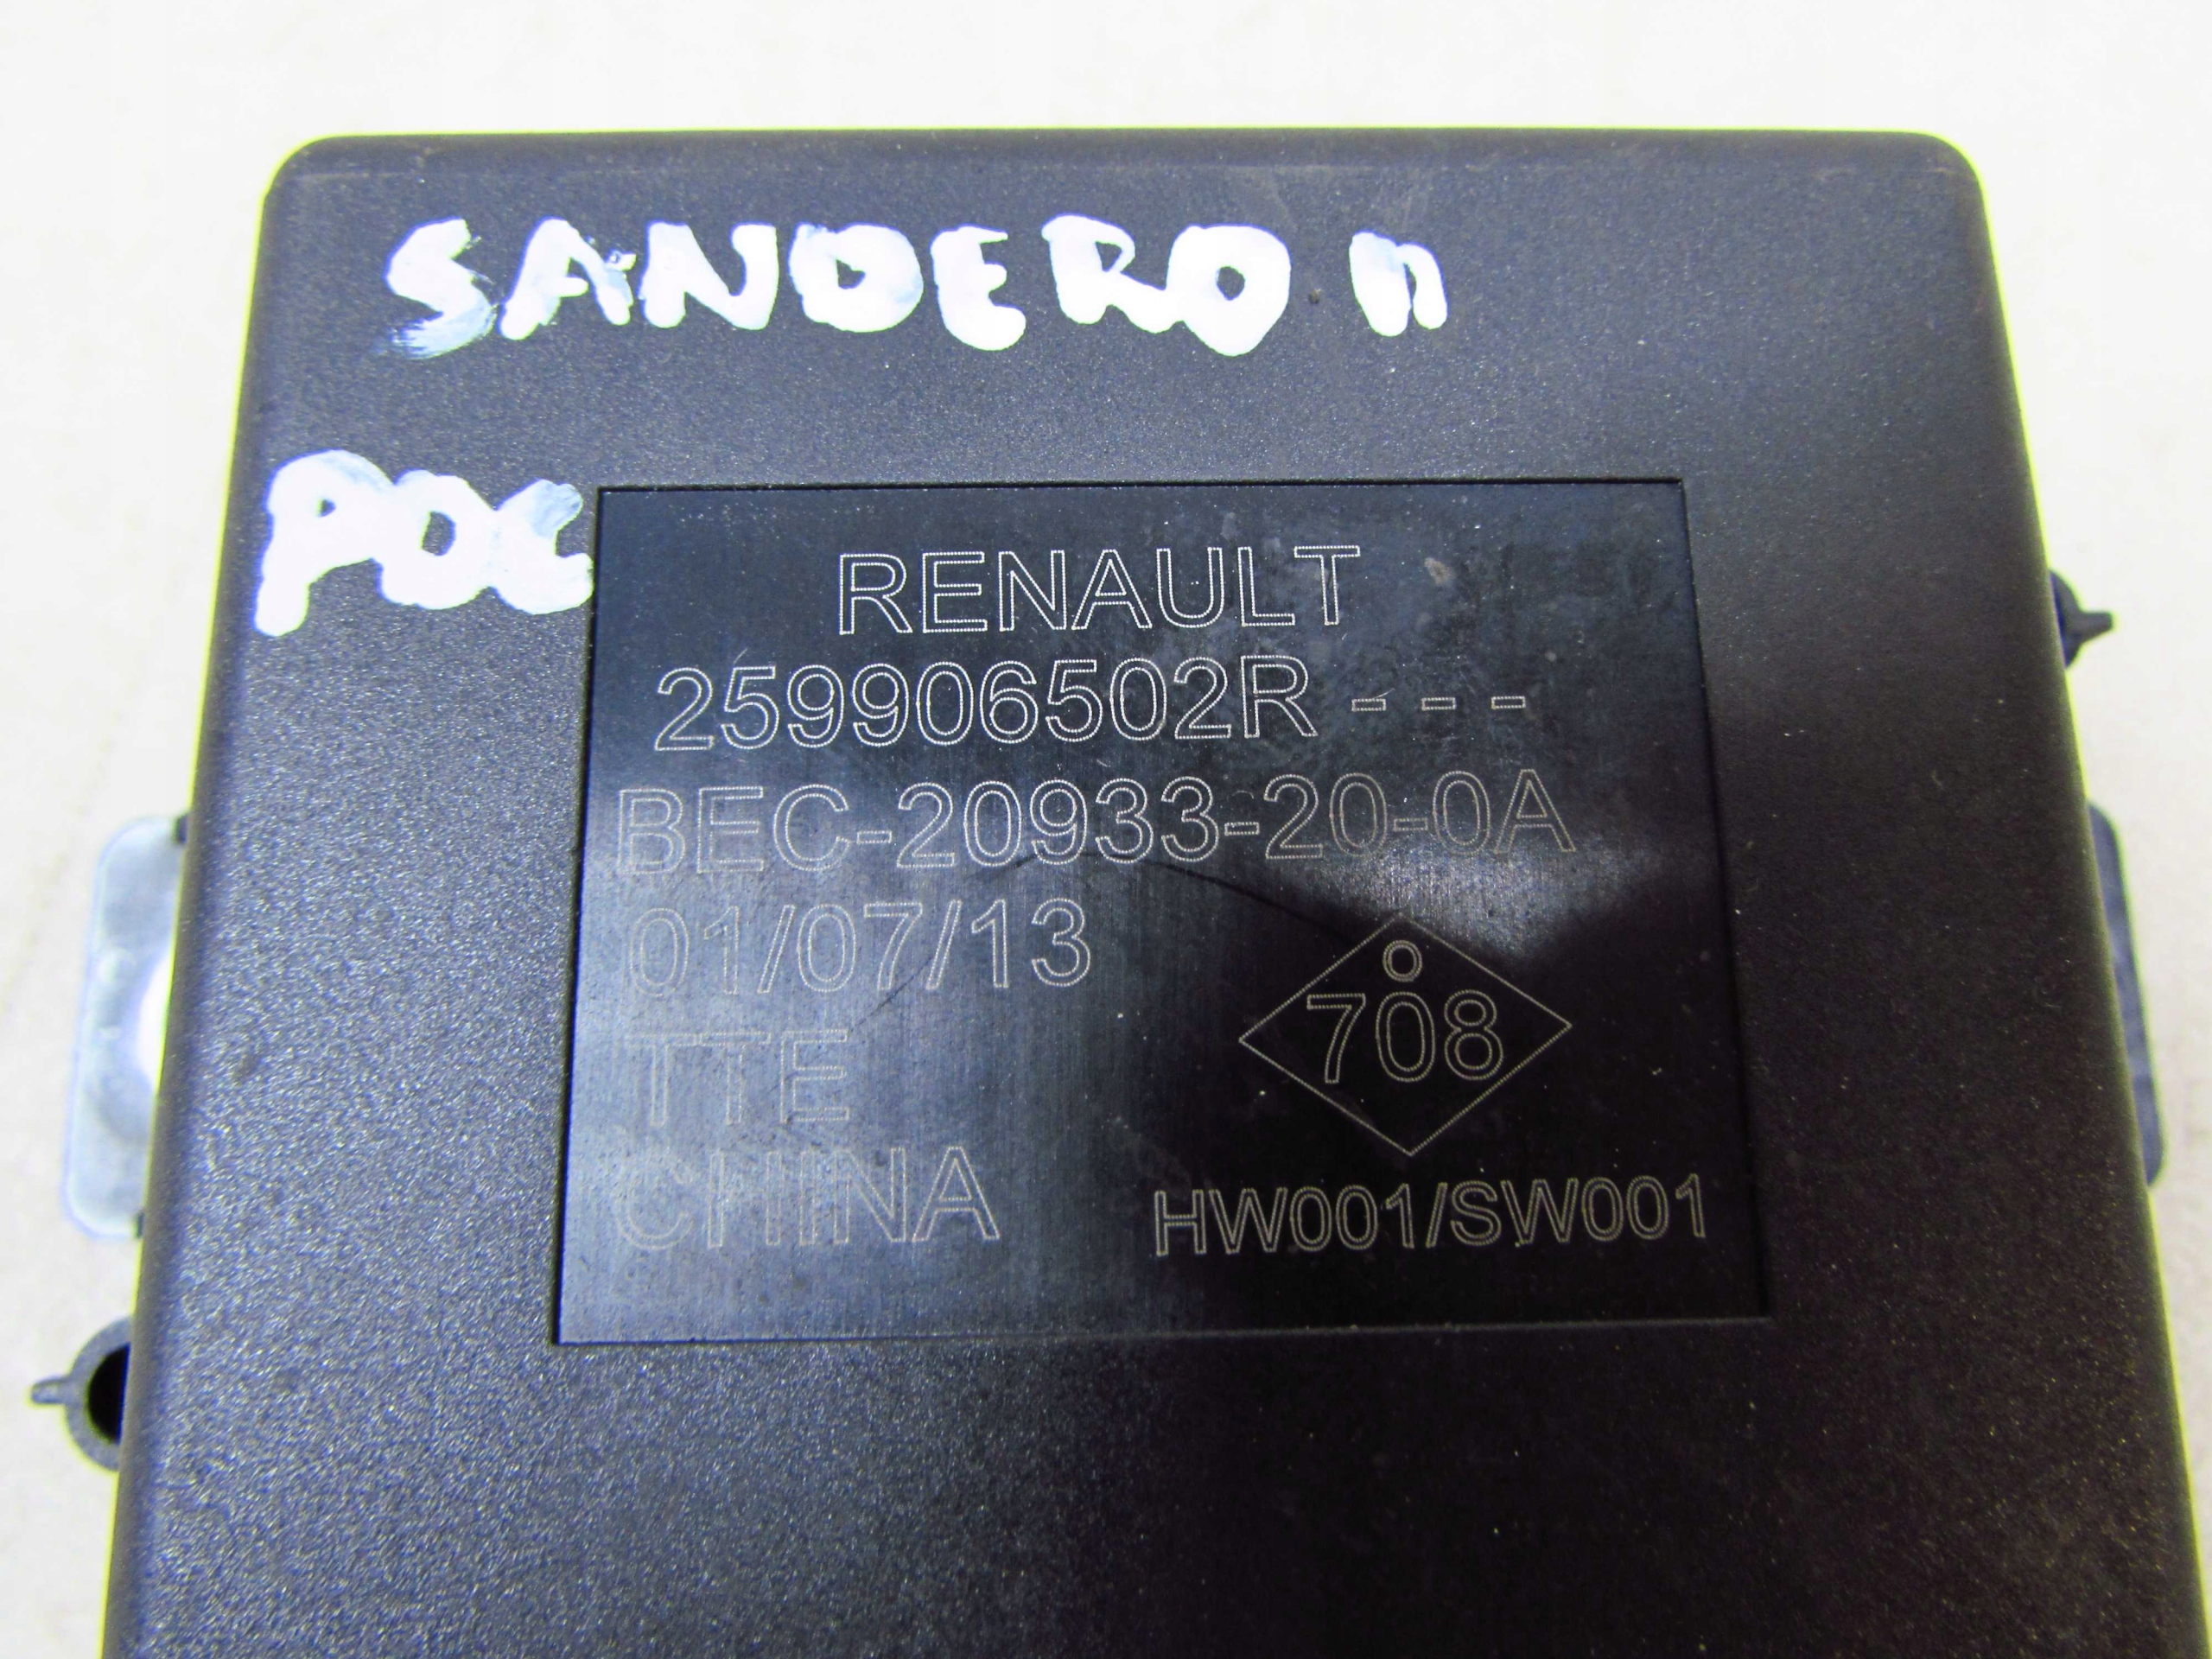 SANDERO II
PDC
RENAULT
259906502R - - -
BEC-20933-20-0A
01/07/13
O
708
TTE
CHINA
HW001/SW001